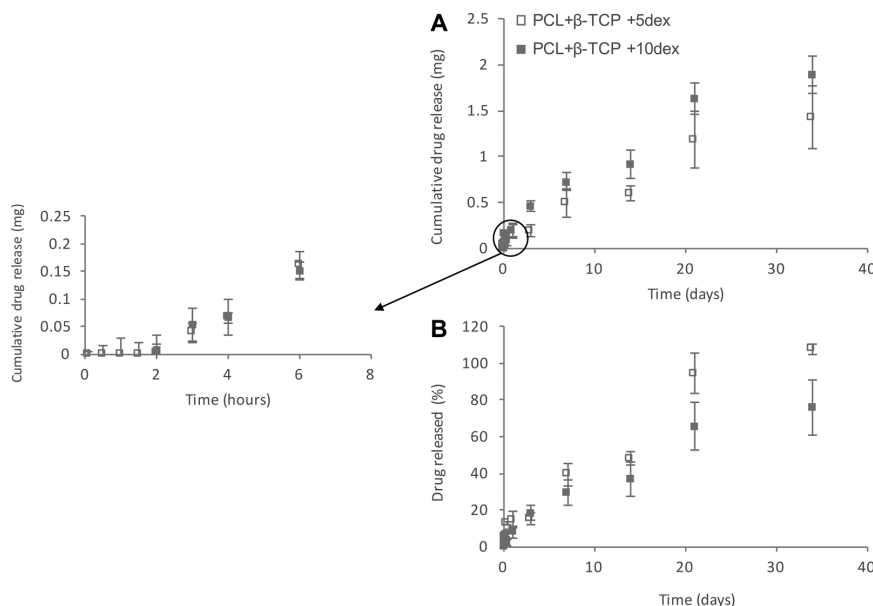 A
PCL+β-TCP +5dex
PCL+β-TCP +10dex
Cumulative drug release (mg)
2.5
2
1.5
1
0.5
0
0 10 20 30 40
Time (days)
Cumulative drug release (mg)
0.25
0.2
0.15
0.1
0.05
0
0 2 4 6 8
Time (hours)
B
Drug released (%)
120
100
80
60
40
20
0
0 10 20 30 40
Time (days)